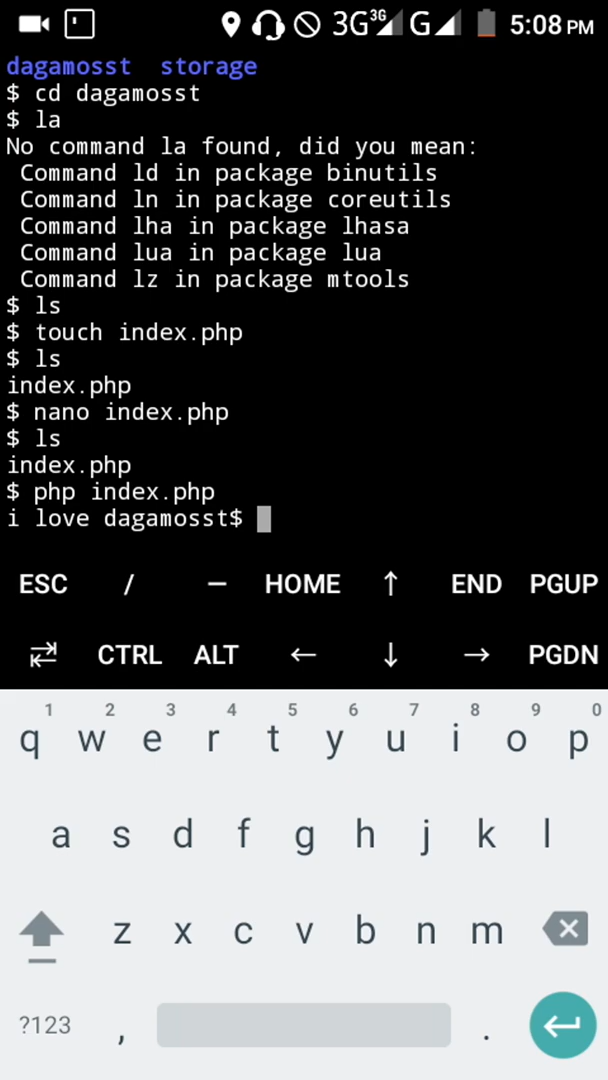 3G 3G G 5:08 PM
dagamosst storage
$ cd dagamosst
$ la
No command la found, did you mean:
Command ld in package binutils
Command ln in package coreutils
Command lha in package lhasa
Command lua in package lua
Command lz in package mtools
$ ls
$ touch index.php
$ ls
index.php
$ nano index.php
$ ls
index.php
$ php index.php
i love dagamosst$
ESC / — HOME ↑ END PGUP
CTRL ALT ← ↓ → PGDN
1 2 3 4 5 6 7 8 9 0
q w e r t y u i o p
a s d f g h j k l
z x c v b n m
?123 , .